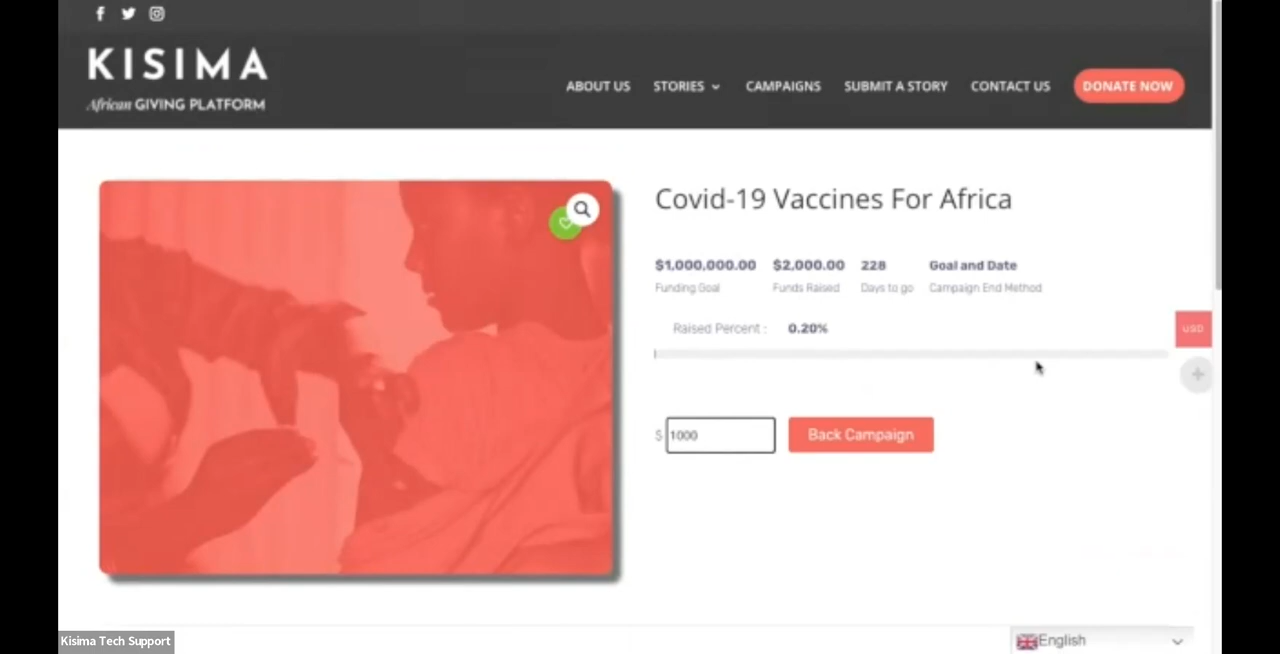 KISIMA
African GIVING PLATFORM
ABOUT US STORIES CAMPAIGNS SUBMIT A STORY CONTACT US DONATE NOW
Covid-19 Vaccines For Africa
$1,000,000.00 $2,000.00 228 Goal and Date
Funding Goal Funds Raised Days to go Campaign End Method
Raised Percent : 0.20%
USD
$ 1000 Back Campaign
Kisima Tech Support
English